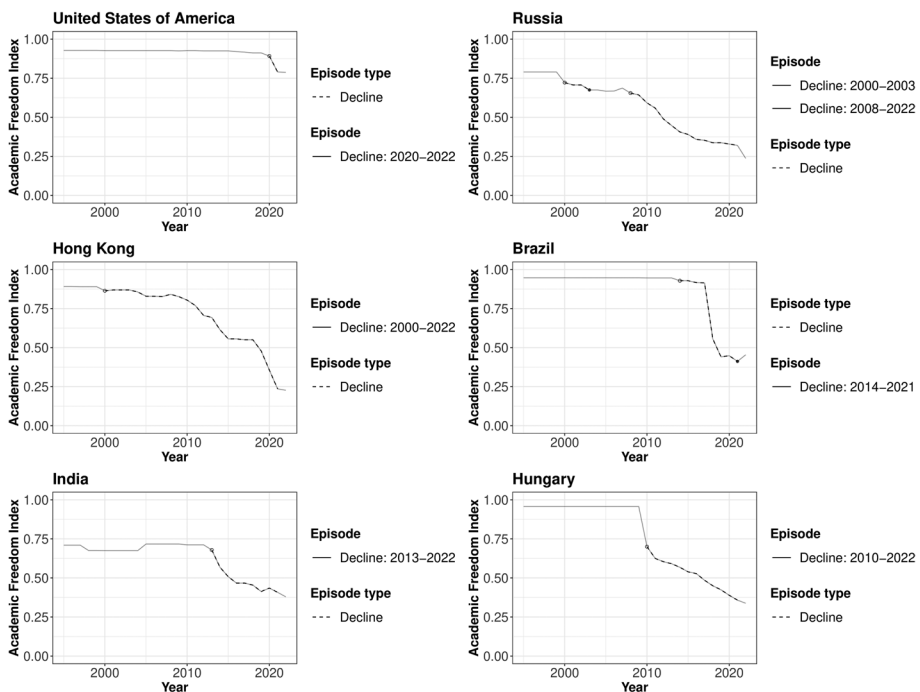 United States of America
Academic Freedom Index
1.00
0.75
0.50
0.25
0.00
2000 2010 2020
Year
Episode type
Decline
Episode
Decline: 2020−2022
Russia
Academic Freedom Index
1.00
0.75
0.50
0.25
0.00
2000 2010 2020
Year
Episode
Decline: 2000−2003
Decline: 2008−2022
Episode type
Decline
Hong Kong
Academic Freedom Index
1.00
0.75
0.50
0.25
0.00
2000 2010 2020
Year
Episode
Decline: 2000−2022
Episode type
Decline
Brazil
Academic Freedom Index
1.00
0.75
0.50
0.25
0.00
2000 2010 2020
Year
Episode type
Decline
Episode
Decline: 2014−2021
India
Academic Freedom Index
1.00
0.75
0.50
0.25
0.00
2000 2010 2020
Year
Episode
Decline: 2013−2022
Episode type
Decline
Hungary
Academic Freedom Index
1.00
0.75
0.50
0.25
0.00
2000 2010 2020
Year
Episode
Decline: 2010−2022
Episode type
Decline